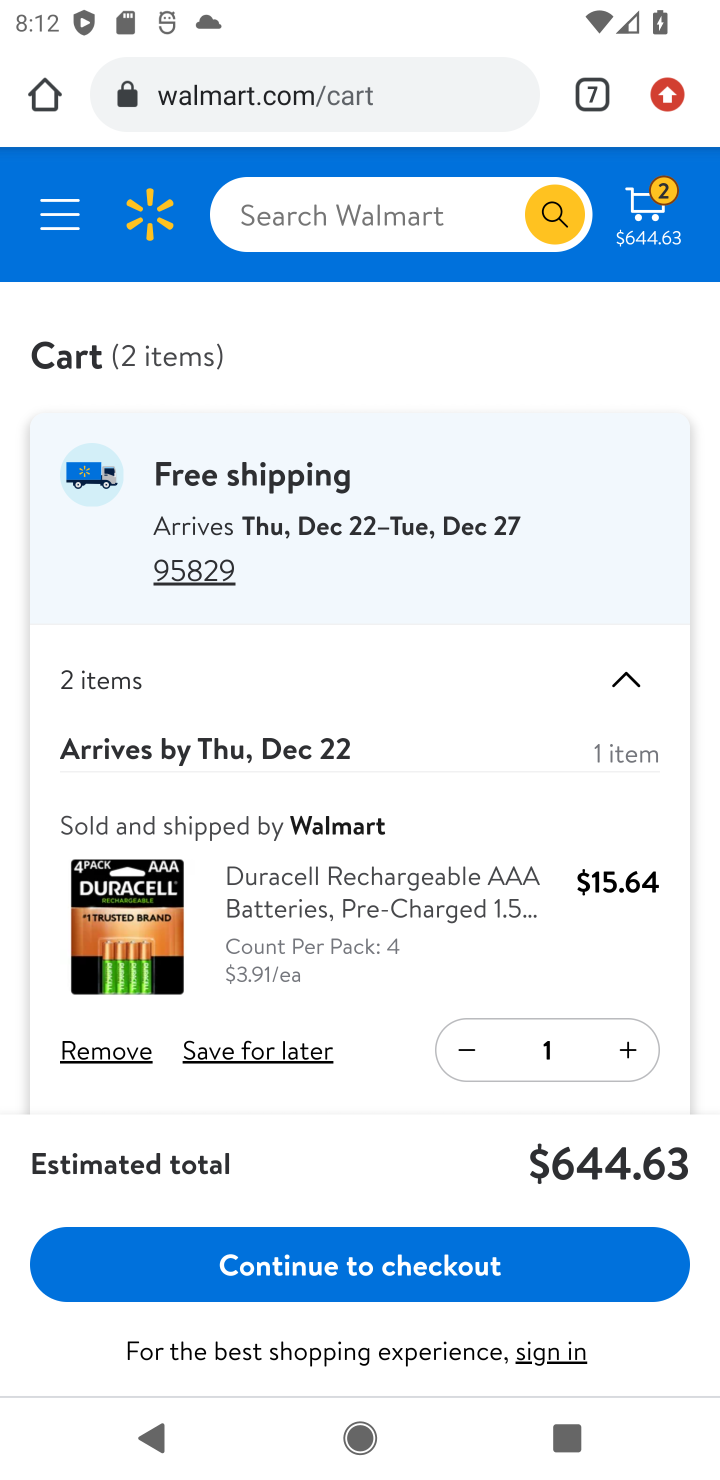 8:12
walmart.com/cart
7
Search Walmart
2
$644.63
Cart (2 items)
Free shipping
Arrives Thu, Dec 22–Tue, Dec 27
95829
2 items
Arrives by Thu, Dec 22
1 item
Sold and shipped by Walmart
4PACK AAA
DURACELL
RECHARGEABLE
#1 TRUSTED BRAND
Duracell Rechargeable AAA
Batteries, Pre-Charged 1.5...
$15.64
Count Per Pack: 4
$3.91/ea
Remove
Save for later
1
Estimated total
$644.63
Continue to checkout
For the best shopping experience, sign in